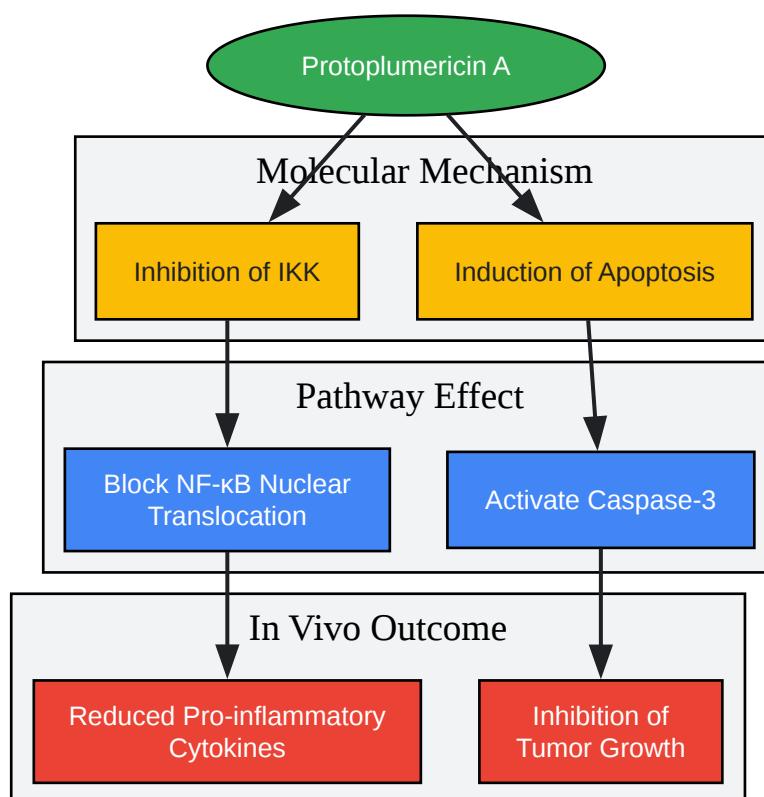 Protoplumericin A
Molecular Mechanism
Inhibition of IKK
Induction of Apoptosis
Pathway Effect
Block NF-κB Nuclear
Translocation
Activate Caspase-3
In Vivo Outcome
Reduced Pro-inflammatory
Cytokines
Inhibition of
Tumor Growth